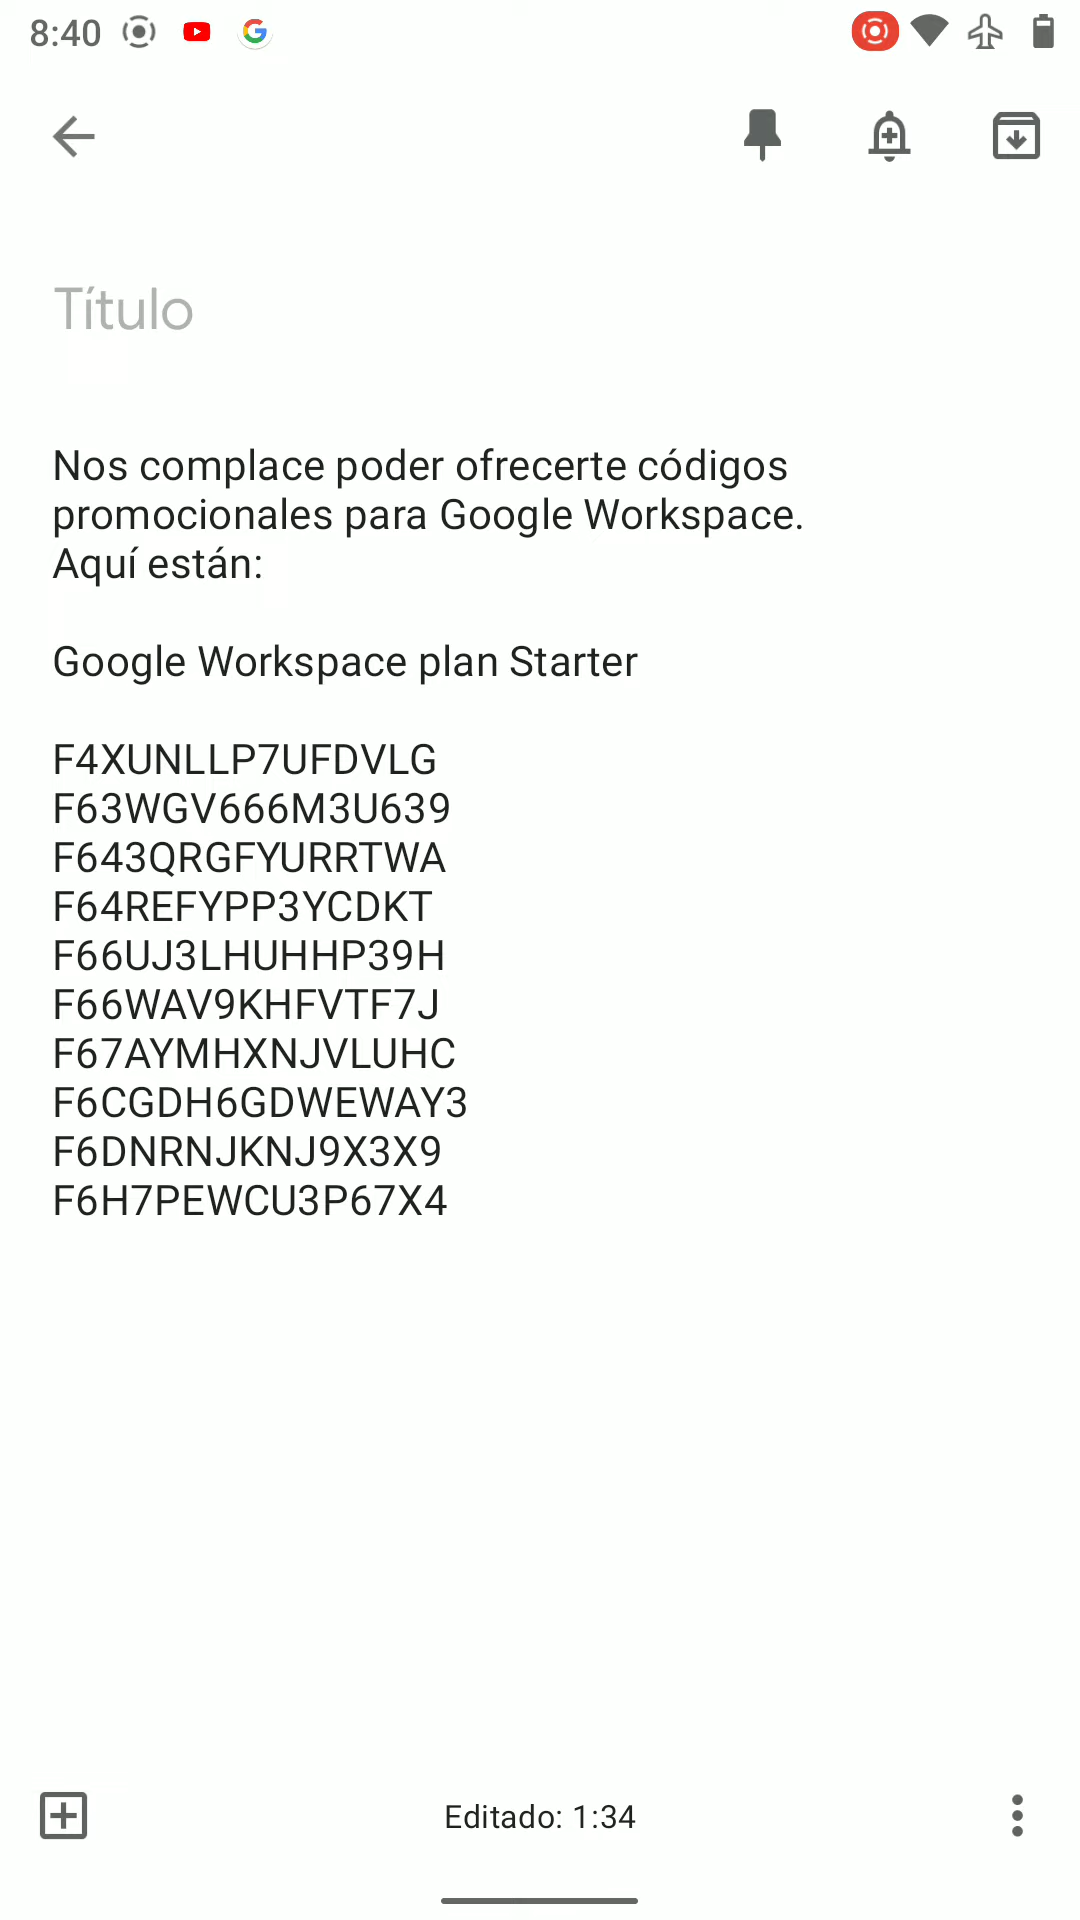 8:40
Título
Nos complace poder ofrecerte códigos
promocionales para Google Workspace.
Aquí están:
Google Workspace plan Starter
F4XUNLLP7UFDVLG
F63WGV666M3U639
F643QRGFYURRTWA
F64REFYPP3YCDKT
F66UJ3LHUHHP39H
F66WAV9KHFVTF7J
F67AYMHXNJVLUHC
F6CGDH6GDWEWAY3
F6DNRNJKNJ9X3X9
F6H7PEWCU3P67X4
Editado: 1:34